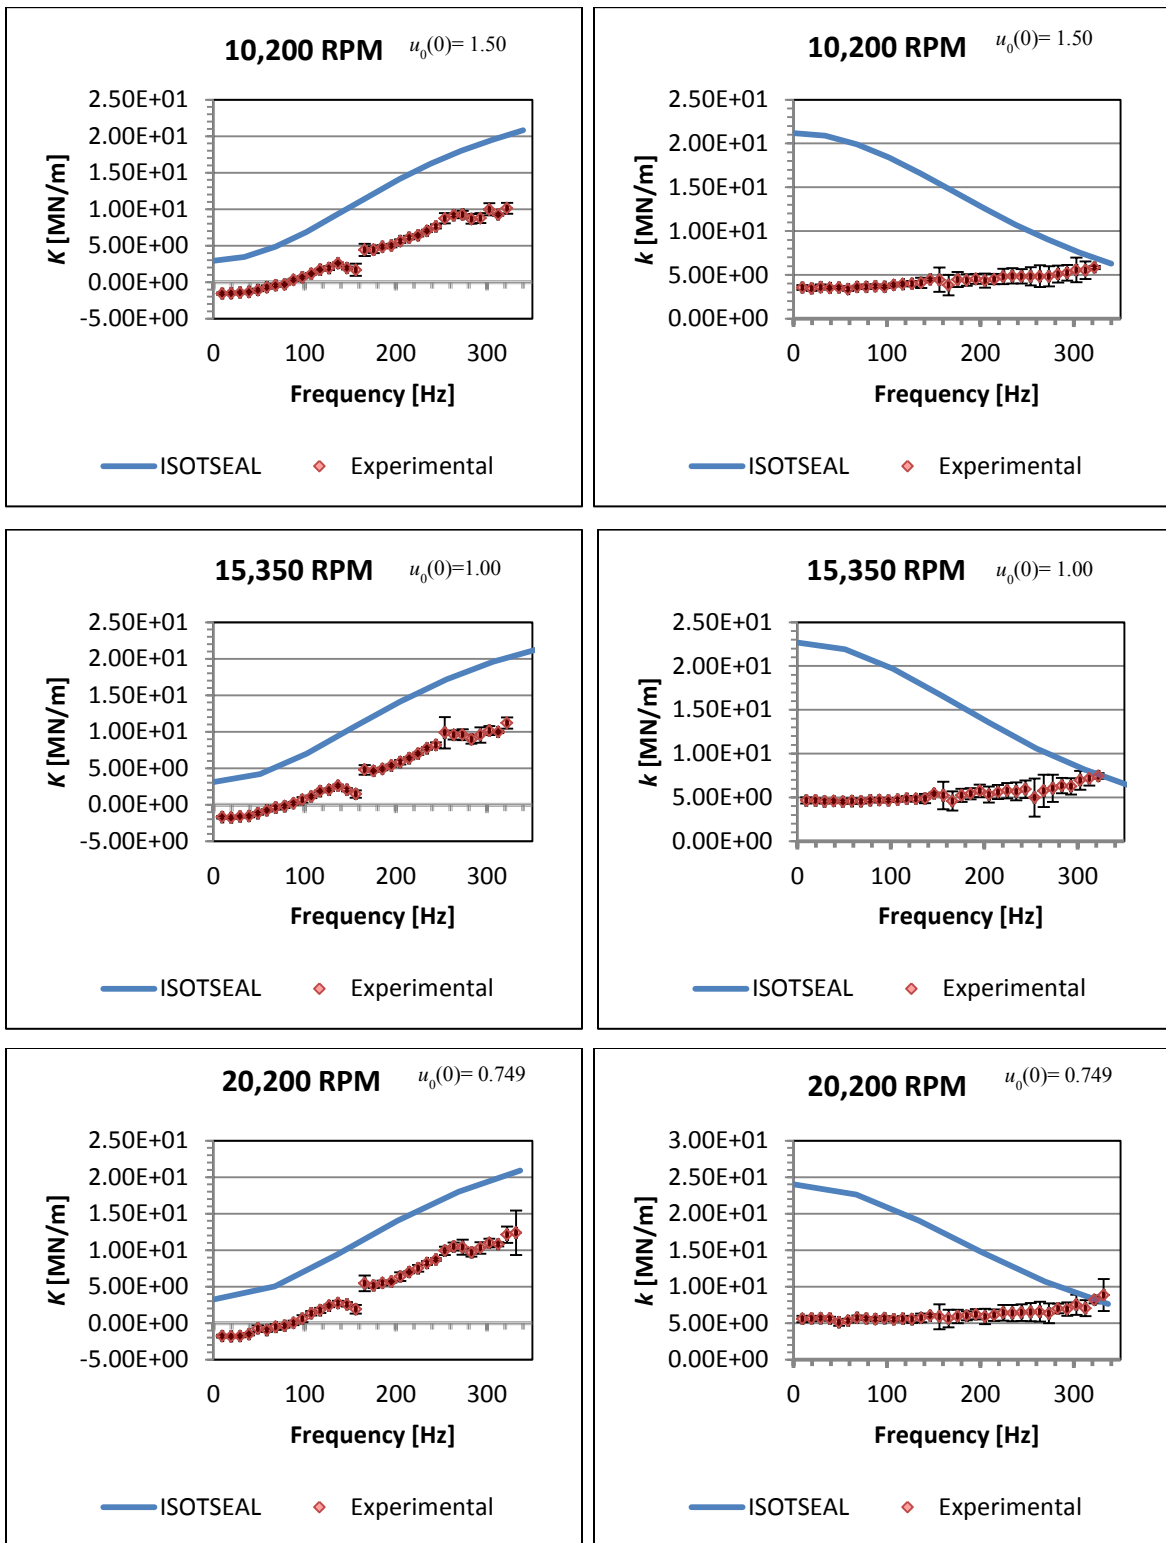 10,200 RPM u0(0)= 1.50
2.50E+01
2.00E+01
1.50E+01
1.00E+01
5.00E+00
0.00E+00
-5.00E+00
K [MN/m]
0 100 200 300
Frequency [Hz]
ISOTSEAL Experimental
10,200 RPM u0(0)= 1.50
2.50E+01
2.00E+01
1.50E+01
1.00E+01
5.00E+00
0.00E+00
k [MN/m]
0 100 200 300
Frequency [Hz]
ISOTSEAL Experimental
15,350 RPM u0(0)=1.00
2.50E+01
2.00E+01
1.50E+01
1.00E+01
5.00E+00
0.00E+00
-5.00E+00
K [MN/m]
0 100 200 300
Frequency [Hz]
ISOTSEAL Experimental
15,350 RPM u0(0)= 1.00
2.50E+01
2.00E+01
1.50E+01
1.00E+01
5.00E+00
0.00E+00
k [MN/m]
0 100 200 300
Frequency [Hz]
ISOTSEAL Experimental
20,200 RPM u0(0)= 0.749
2.50E+01
2.00E+01
1.50E+01
1.00E+01
5.00E+00
0.00E+00
-5.00E+00
K [MN/m]
0 100 200 300
Frequency [Hz]
ISOTSEAL Experimental
20,200 RPM u0(0)= 0.749
3.00E+01
2.50E+01
2.00E+01
1.50E+01
1.00E+01
5.00E+00
0.00E+00
k [MN/m]
0 100 200 300
Frequency [Hz]
ISOTSEAL Experimental